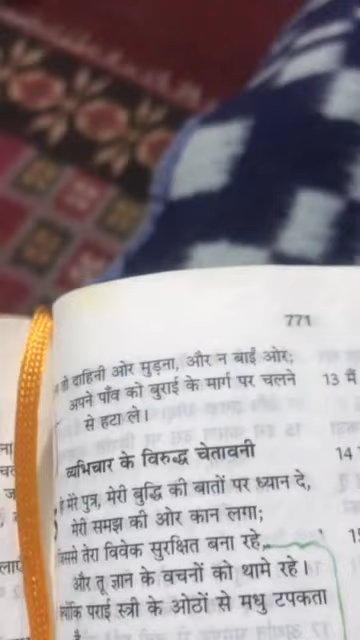 771
तो दाहिनी ओर मुड़ना, और न बाईं ओर;
अपने पाँव को बुराई के मार्ग पर चलने
से हटा ले।
व्यभिचार के विरुद्ध चेतावनी
हे मेरे पुत्र, मेरी बुद्धि की बातों पर ध्यान दे,
मेरी समझ की ओर कान लगा;
जिससे तेरा विवेक सुरक्षित बना रहे,
और तू ज्ञान के वचनों को थामे रहे।
क्योंकि पराई स्त्री के ओठों से मधु टपकता
13 मैं
14